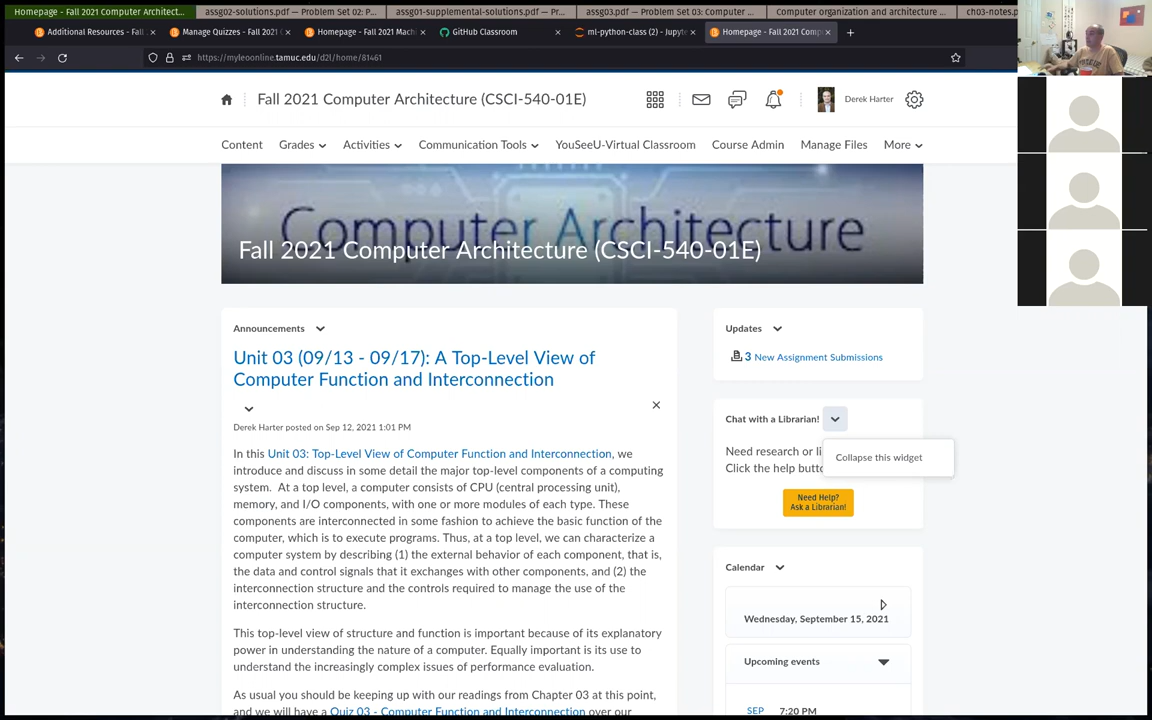 Homepage - Fall 2021 Computer Architect...
assg02-solutions.pdf — Problem Set 02: P...
assg01-supplemental-solutions.pdf — Pr...
assg03.pdf — Problem Set 03: Computer ...
Computer organization and architecture ...
ch03-notes.p
Additional Resources - Fall
Manage Quizzes - Fall 2021
Homepage - Fall 2021 Machi
GitHub Classroom
ml-python-class (2) - Jupyte
Homepage - Fall 2021 Comp
https://myleoonline.tamuc.edu/d2l/home/81461
Fall 2021 Computer Architecture (CSCI-540-01E)
Derek Harter
Content
Grades
Activities
Communication Tools
YouSeeU-Virtual Classroom
Course Admin
Manage Files
More
Computer Architecture
Fall 2021 Computer Architecture (CSCI-540-01E)
Announcements
Unit 03 (09/13 - 09/17): A Top-Level View of
Computer Function and Interconnection
Derek Harter posted on Sep 12, 2021 1:01 PM
In this Unit 03: Top-Level View of Computer Function and Interconnection, we
introduce and discuss in some detail the major top-level components of a computing
system. At a top level, a computer consists of CPU (central processing unit),
memory, and I/O components, with one or more modules of each type. These
components are interconnected in some fashion to achieve the basic function of the
computer, which is to execute programs. Thus, at a top level, we can characterize a
computer system by describing (1) the external behavior of each component, that is,
the data and control signals that it exchanges with other components, and (2) the
interconnection structure and the controls required to manage the use of the
interconnection structure.
This top-level view of structure and function is important because of its explanatory
power in understanding the nature of a computer. Equally important is its use to
understand the increasingly complex issues of performance evaluation.
As usual you should be keeping up with our readings from Chapter 03 at this point,
and we will have a Quiz 03 - Computer Function and Interconnection over our
Updates
3 New Assignment Submissions
Chat with a Librarian!
Collapse this widget
Need research or li
Click the help butto
Need Help?
Ask a Librarian!
Calendar
Wednesday, September 15, 2021
Upcoming events
SEP 7:20 PM